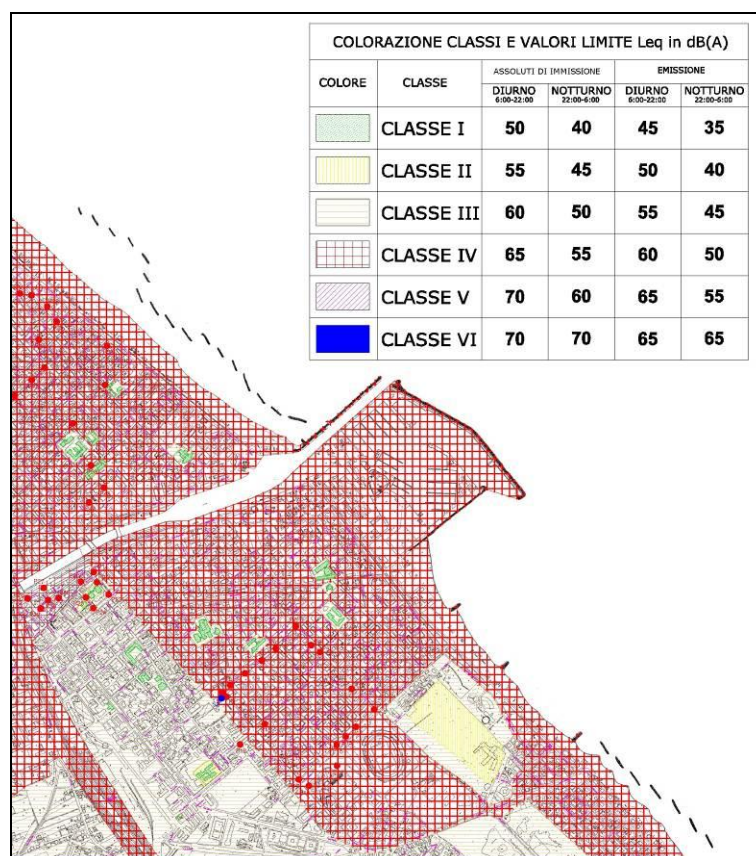 COLORAZIONE CLASSI E VALORI LIMITE Leq in dB(A)
COLORE CLASSE ASSOLUTI DI IMMISSIONE EMISSIONE
DIURNO NOTTURNO DIURNO NOTTURNO
6:00-22:00 22:00-6:00 6:00-22:00 22:00-6:00
CLASSE I 50 40 45 35
CLASSE II 55 45 50 40
CLASSE III 60 50 55 45
CLASSE IV 65 55 60 50
CLASSE V 70 60 65 55
CLASSE VI 70 70 65 65